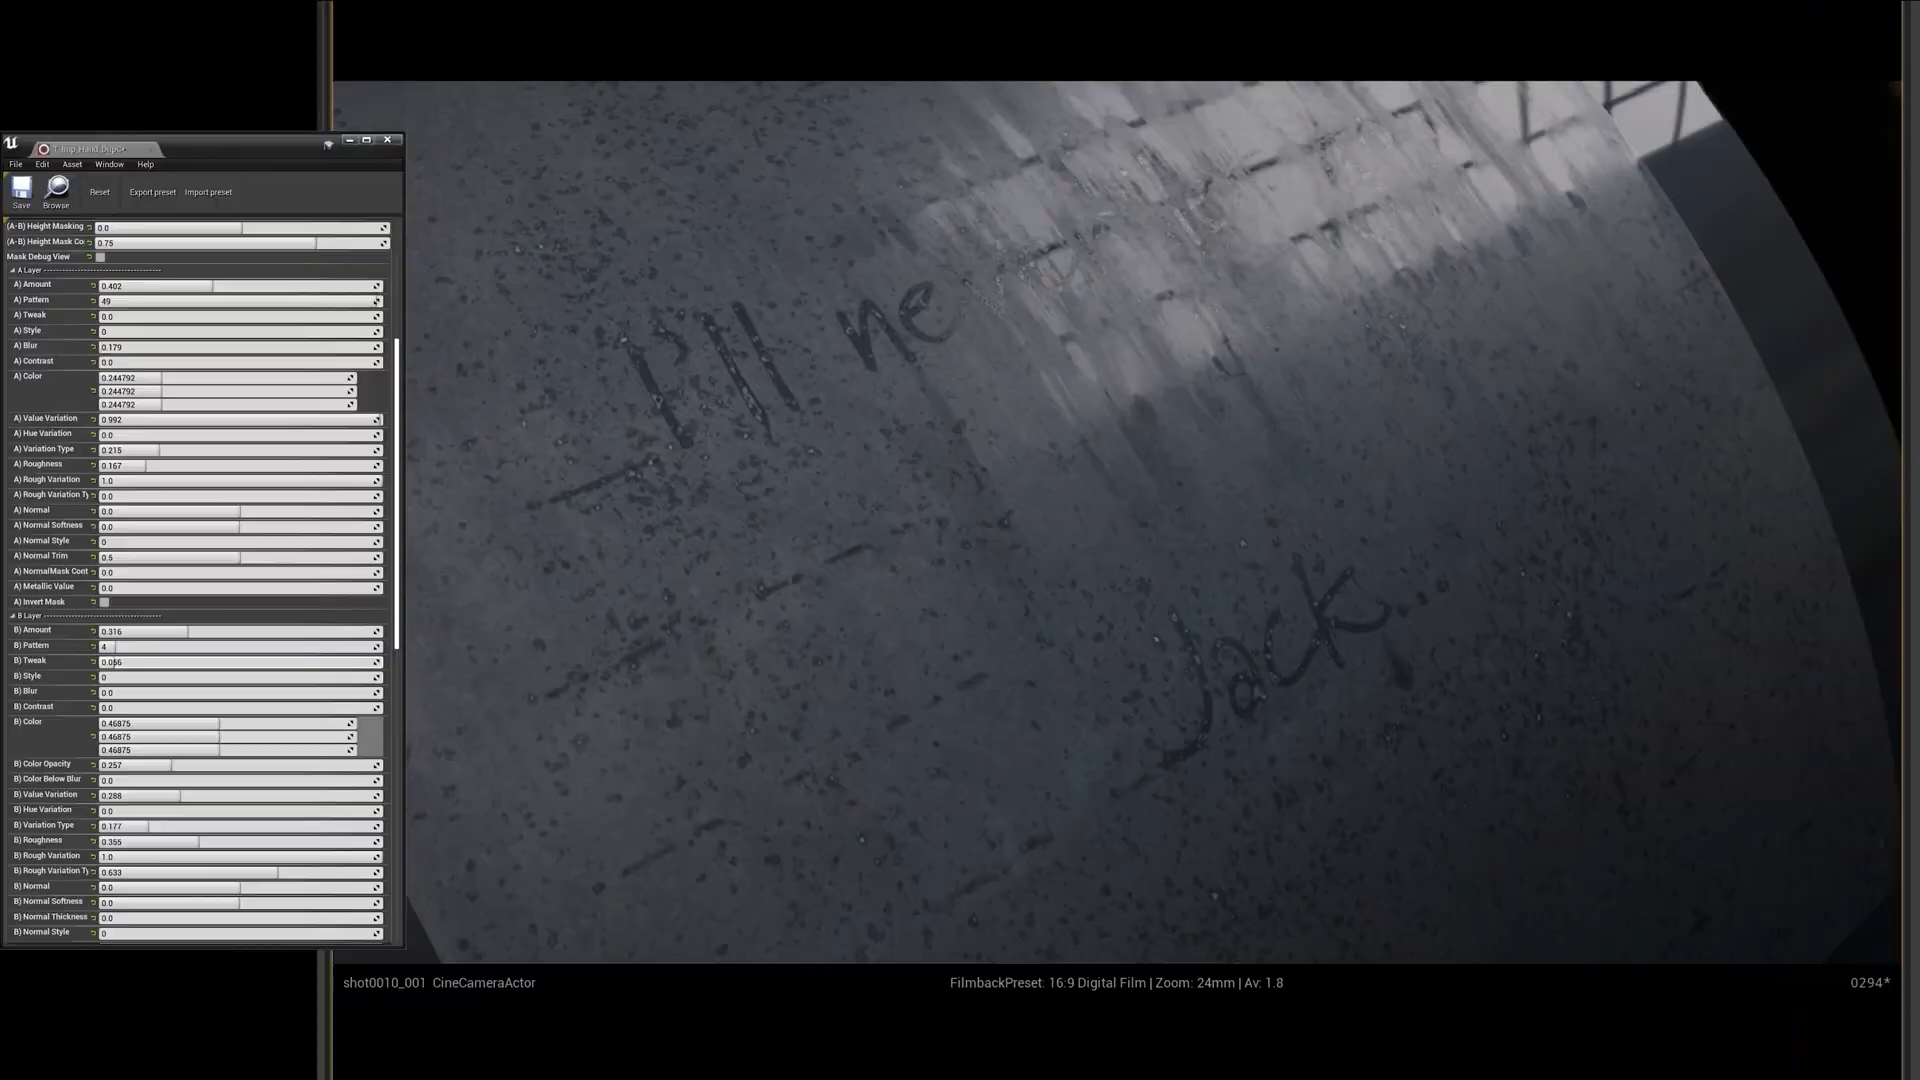 T_Imp_Hand_DupC*
File Edit Asset Window Help
Save Browse Reset Export preset Import preset
(A-B) Height Masking 0.0
(A-B) Height Mask Co 0.75
Mask Debug View
A Layer
A) Amount 0.402
A) Pattern 49
A) Tweak 0.0
A) Style 0
A) Blur 0.179
A) Contrast 0.0
A) Color 0.244792
0.244792
0.244792
A) Value Variation 0.992
A) Hue Variation 0.0
A) Variation Type 0.215
A) Roughness 0.167
A) Rough Variation 1.0
A) Rough Variation Ty 0.0
A) Normal 0.0
A) Normal Softness 0.0
A) Normal Style 0
A) Normal Trim 0.5
A) NormalMask Cont 0.0
A) Metallic Value 0.0
A) Invert Mask
B Layer
B) Amount 0.316
B) Pattern 4
B) Tweak 0.056
B) Style 0
B) Blur 0.0
B) Contrast 0.0
B) Color 0.46875
0.46875
0.46875
B) Color Opacity 0.257
B) Color Below Blur 0.0
B) Value Variation 0.288
B) Hue Variation 0.0
B) Variation Type 0.177
B) Roughness 0.355
B) Rough Variation 1.0
B) Rough Variation Ty 0.633
B) Normal 0.0
B) Normal Softness 0.0
B) Normal Thickness 0.0
B) Normal Style 0
I'll ne
Jack
shot0010_001 CineCameraActor
FilmbackPreset: 16:9 Digital Film | Zoom: 24mm | Av: 1.8
0294*